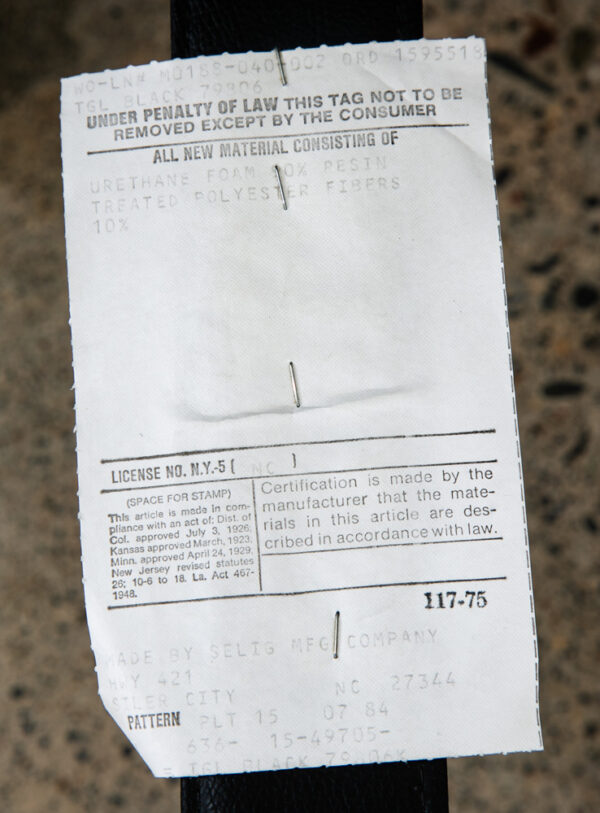 WO-LN# M0188-040-002 ORD 1595518
TGL BLACK 79306
UNDER PENALTY OF LAW THIS TAG NOT TO BE
REMOVED EXCEPT BY THE CONSUMER
ALL NEW MATERIAL CONSISTING OF
URETHANE FOAM 90% PESIN
TREATED POLYESTER FIBERS
10%
LICENSE NO. N.Y.-5 ( NC )
(SPACE FOR STAMP)
This article is made in com-
pliance with an act of: Dist. of
Col. approved July 3, 1926,
Kansas approved March, 1923,
Minn. approved April 24, 1929,
New Jersey revised statutes
26; 10-6 to 18. La. Act 467-
1948.
Certification is made by the
manufacturer that the mate-
rials in this article are des-
cribed in accordance with law.
117-75
MADE BY SELIG MFG COMPANY
HWY 421
SILER CITY NC 27344
PATTERN PLT 15 07 84
636- 15-49705-
TGL BLACK